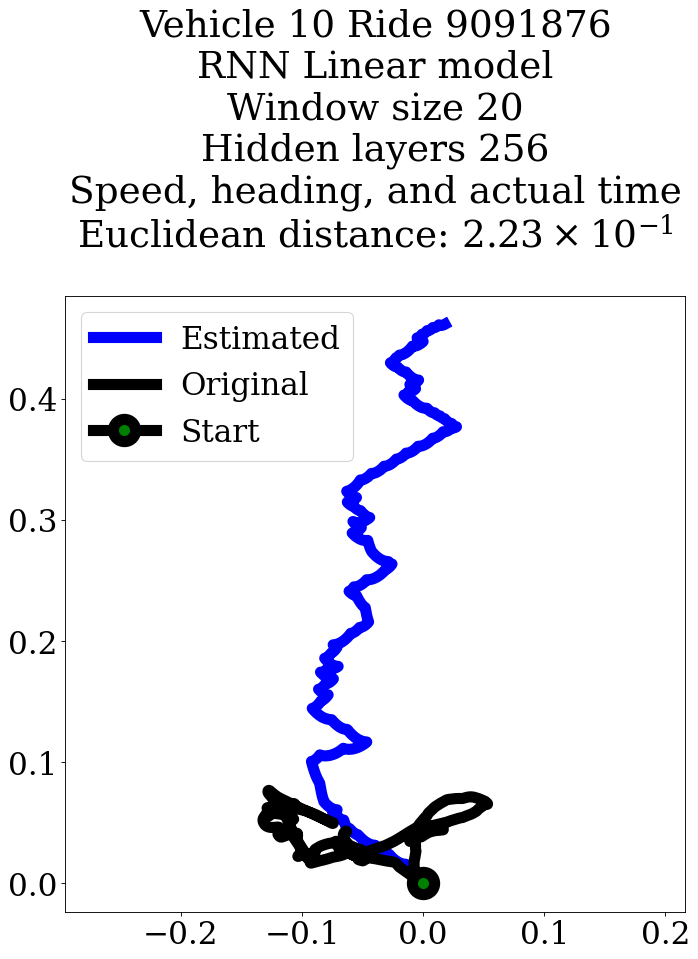 Vehicle 10 Ride 9091876
RNN Linear model
Window size 20
Hidden layers 256
Speed, heading, and actual time
Euclidean distance: 2.23 × 10⁻¹
Estimated
Original
Start
0.4
0.3
0.2
0.1
0.0
−0.2 −0.1 0.0 0.1 0.2